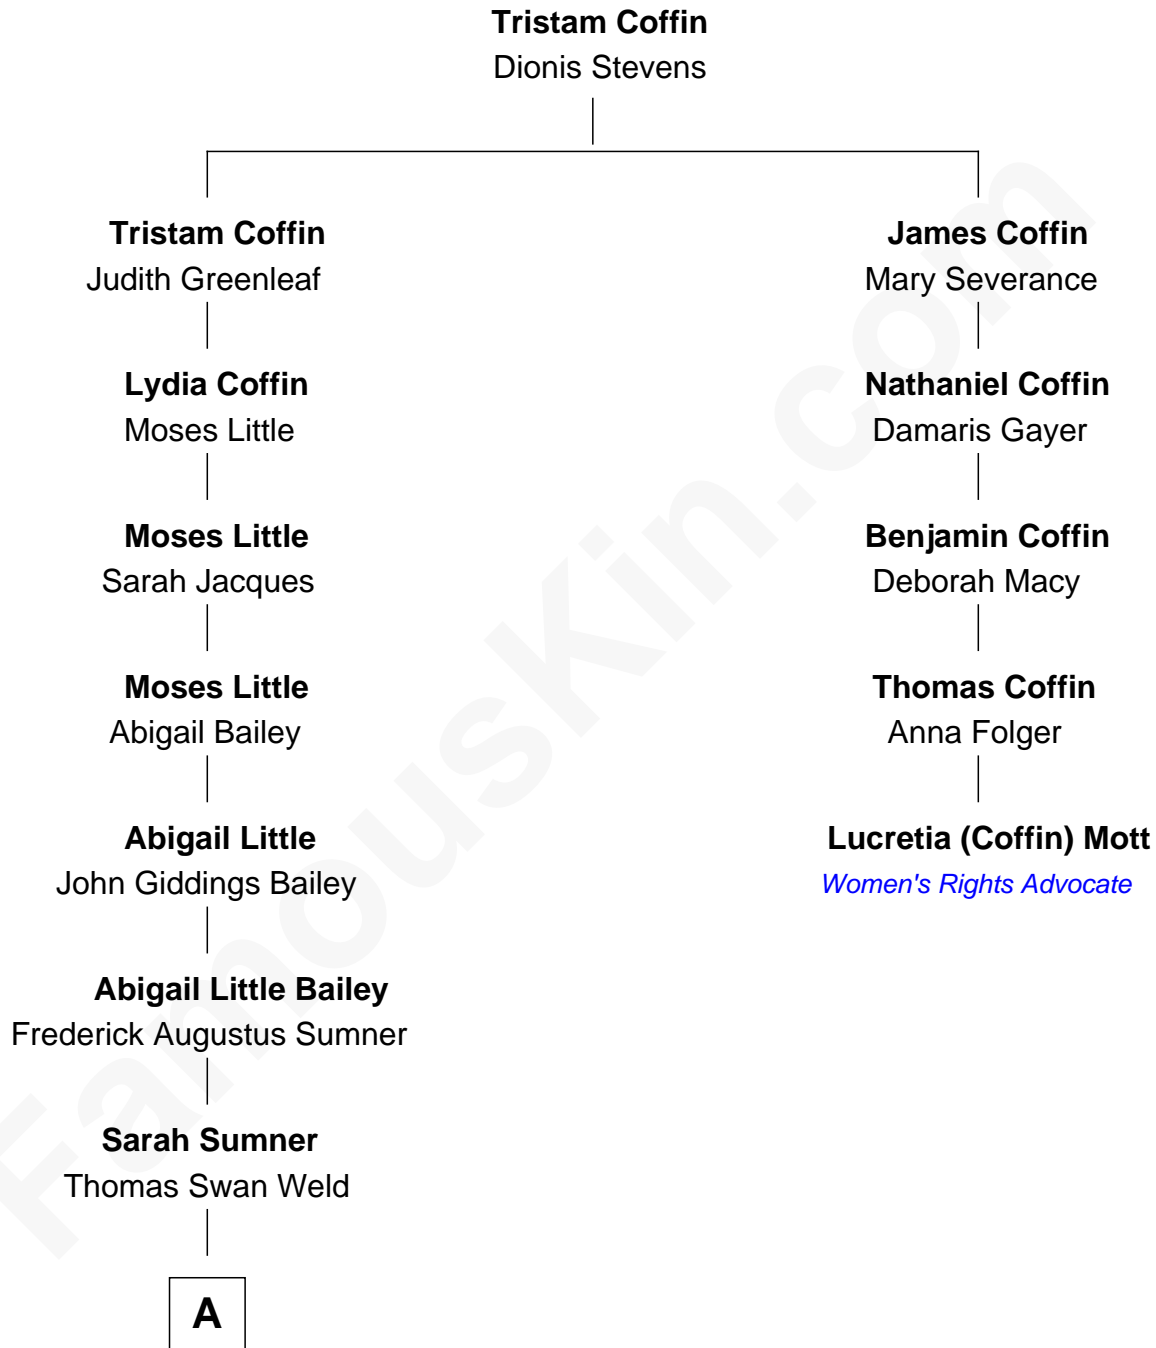 Tristam Coffin
Dionis Stevens
Tristam Coffin
Judith Greenleaf
Lydia Coffin
Moses Little
Moses Little
Sarah Jacques
Moses Little
Abigail Bailey
Abigail Little
John Giddings Bailey
Abigail Little Bailey
Frederick Augustus Sumner
Sarah Sumner
Thomas Swan Weld
A
James Coffin
Mary Severance
Nathaniel Coffin
Damaris Gayer
Benjamin Coffin
Deborah Macy
Thomas Coffin
Anna Folger
Lucretia (Coffin) Mott
Women's Rights Advocate
FamousKin.com